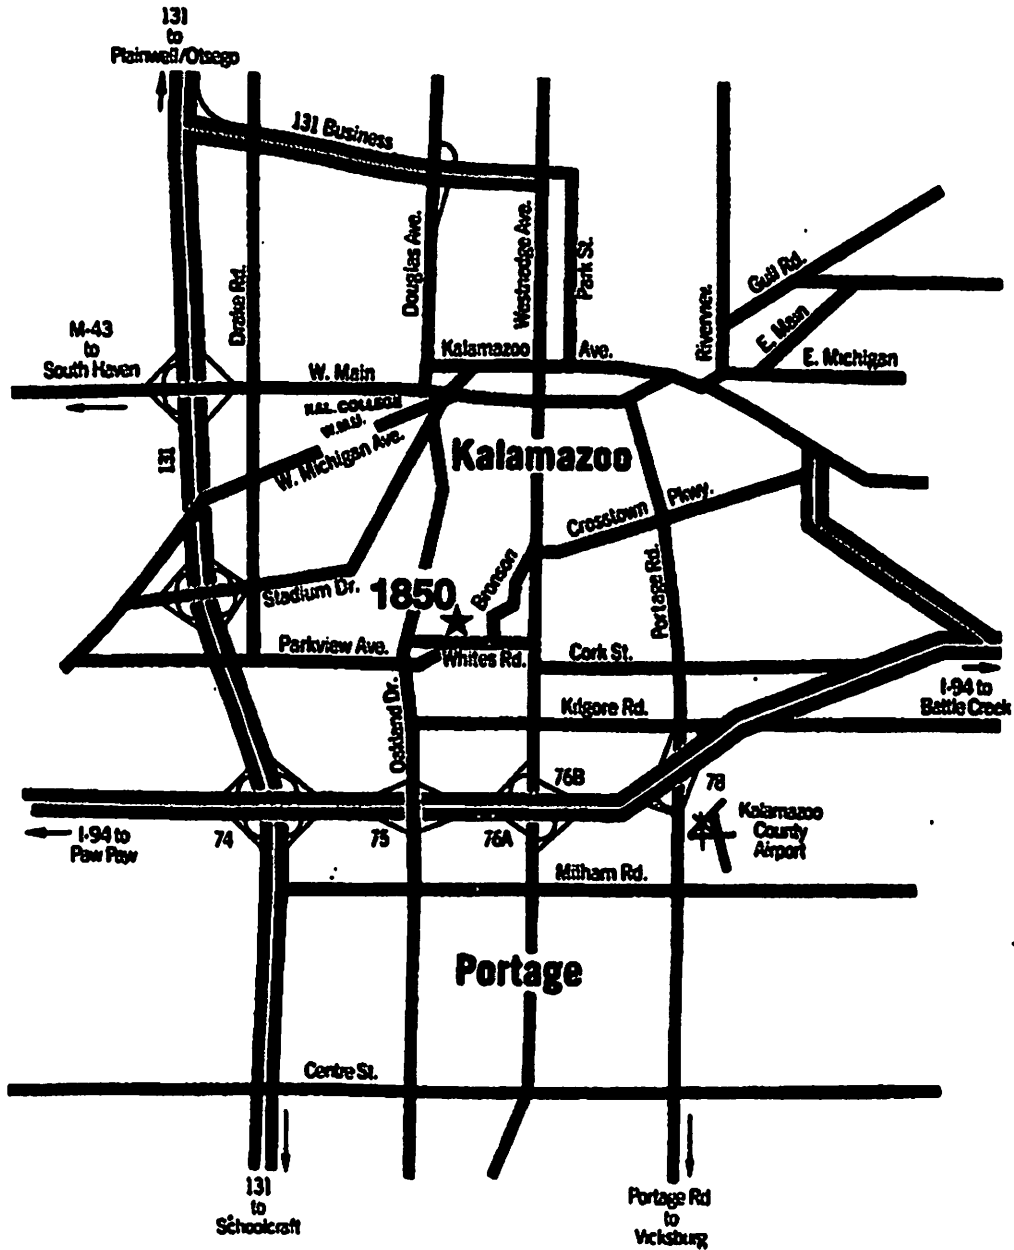 131
to
Plainwell/Otsego
131 Business
Drake Rd.
Douglas Ave.
Westnedge Ave.
Park St.
Riverview.
Gull Rd.
E. Main
E. Michigan
M-43
to
South Haven
W. Main
Kalamazoo Ave.
KAL. COLLEGE
W.M.U.
W. Michigan Ave.
131
Kalamazoo
Crosstown Pkwy.
Portage Rd.
Stadium Dr.
1850
Bronson
Parkview Ave.
Whites Rd.
Cork St.
I-94 to
Battle Creek
Kilgore Rd.
Oakland Dr.
76B
78
Kalamazoo
County
Airport
I-94 to
Paw Paw
74
75
76A
Milham Rd.
Portage
Centre St.
131
to
Schoolcraft
Portage Rd
to
Vicksburg